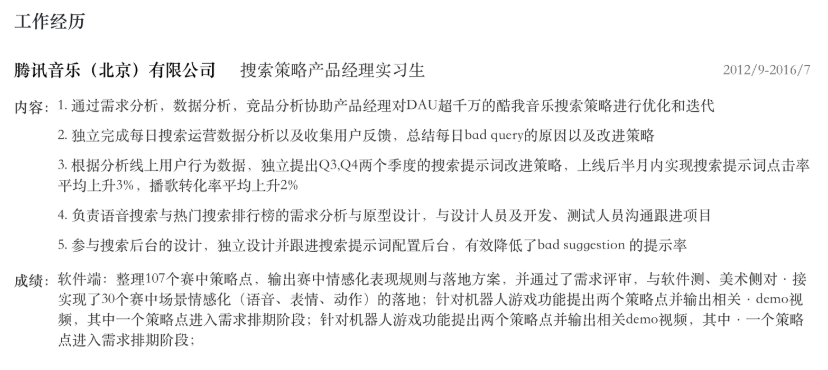 工作经历
腾讯音乐（北京）有限公司 搜索策略产品经理实习生 2012/9-2016/7
内容：1. 通过需求分析，数据分析，竞品分析协助产品经理对DAU超千万的酷我音乐搜索策略进行优化和迭代
2. 独立完成每日搜索运营数据分析以及收集用户反馈，总结每日bad query的原因以及改进策略
3. 根据分析线上用户行为数据，独立提出Q3,Q4两个季度的搜索提示词改进策略，上线后半月内实现搜索提示词点击率
平均上升3%，播歌转化率平均上升2%
4. 负责语音搜索与热门搜索排行榜的需求分析与原型设计，与设计人员及开发、测试人员沟通跟进项目
5. 参与搜索后台的设计，独立设计并跟进搜索提示词配置后台，有效降低了bad suggestion 的提示率
成绩：软件端：整理107个赛中策略点，输出赛中情感化表现规则与落地方案，并通过了需求评审，与软件测、美术侧对·接
实现了30个赛中场景情感化（语音、表情、动作）的落地；针对机器人游戏功能提出两个策略点并输出相关·demo视
频，其中一个策略点进入需求排期阶段；针对机器人游戏功能提出两个策略点并输出相关demo视频，其中·一个策略
点进入需求排期阶段；